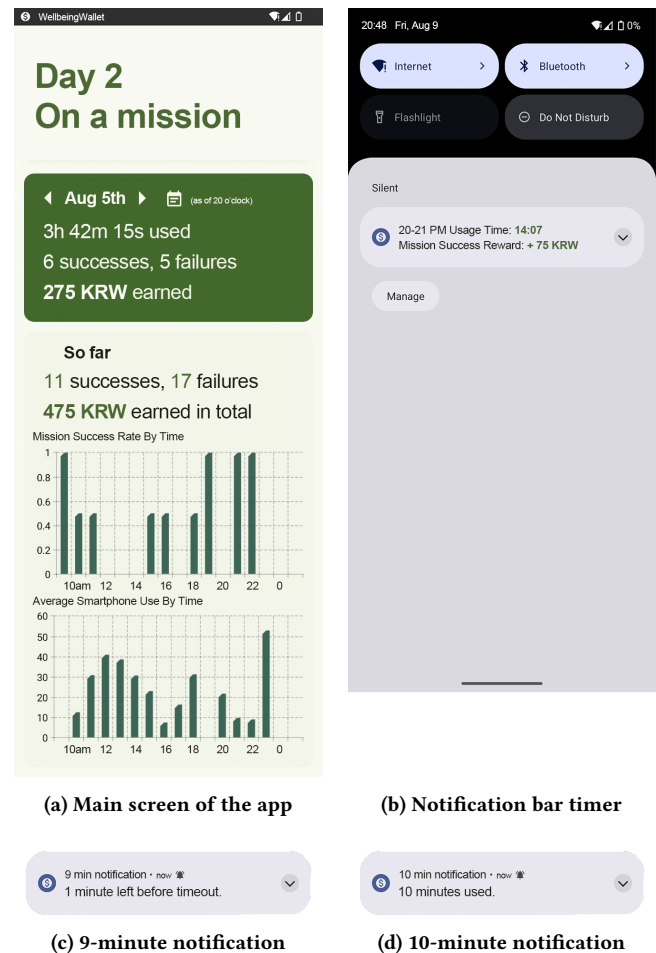 WellbeingWallet
Day 2
On a mission
Aug 5th (as of 20 o'clock)
3h 42m 15s used
6 successes, 5 failures
275 KRW earned
So far
11 successes, 17 failures
475 KRW earned in total
Mission Success Rate By Time
1
0.8
0.6
0.4
0.2
0
10am 12 14 16 18 20 22 0
Average Smartphone Use By Time
60
50
40
30
20
10
0
10am 12 14 16 18 20 22 0
(a) Main screen of the app
20:48 Fri, Aug 9 0%
Internet
Bluetooth
Flashlight
Do Not Disturb
Silent
20-21 PM Usage Time: 14:07
Mission Success Reward: + 75 KRW
Manage
(b) Notification bar timer
9 min notification • now
1 minute left before timeout.
(c) 9-minute notification
10 min notification • now
10 minutes used.
(d) 10-minute notification